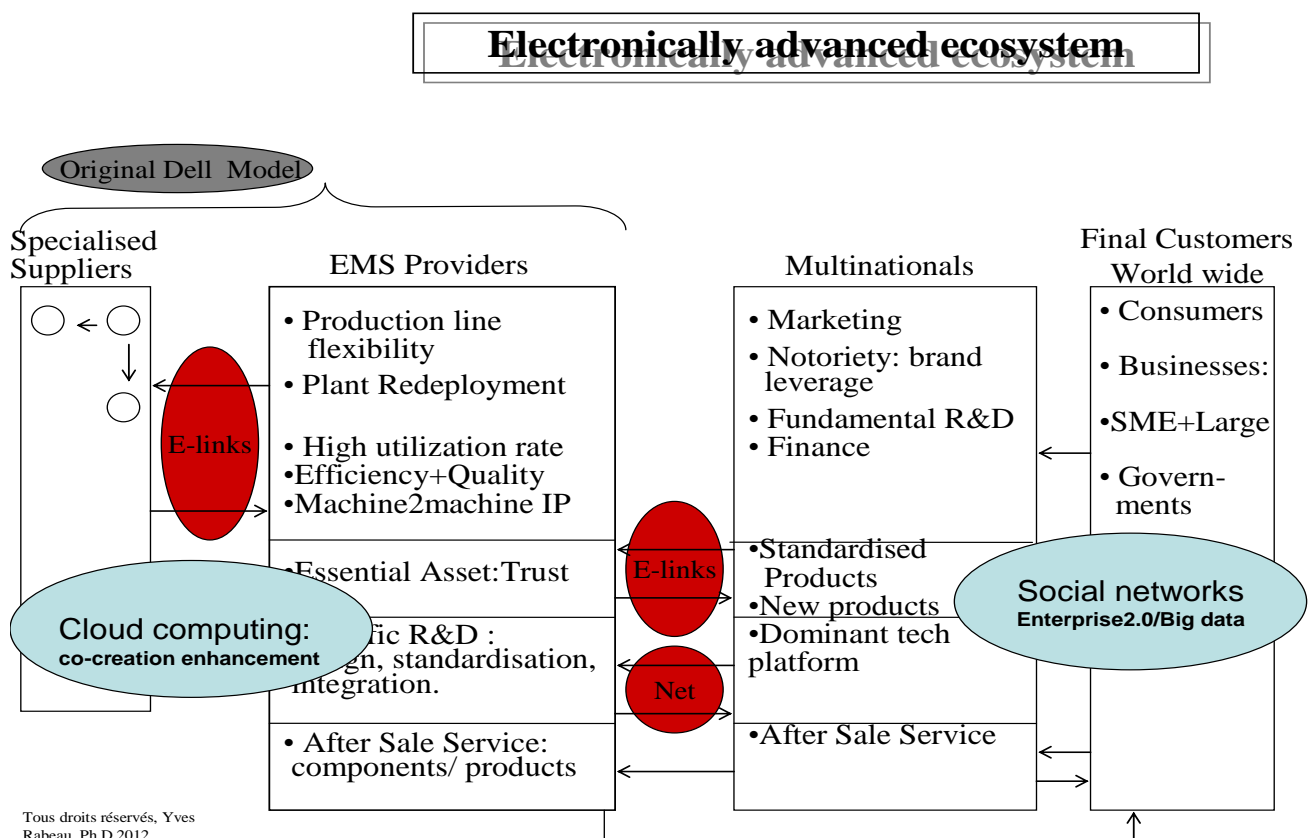 Electronically advanced ecosystem
Original Dell Model
Specialised
Suppliers
EMS Providers
Multinationals
Final Customers
World wide
• Production line
flexibility
• Plant Redeployment
• High utilization rate
•Efficiency+Quality
•Machine2machine IP
•Essential Asset:Trust
R&D :
standardisation,
integration.
• After Sale Service:
components/ products
E-links
Cloud computing:
co-creation enhancement
E-links
Net
• Marketing
• Notoriety: brand
leverage
• Fundamental R&D
• Finance
•Standardised
Products
•New products
•Dominant tech
platform
•After Sale Service
• Consumers
• Businesses:
•SME+Large
• Govern-
ments
Social networks
Enterprise2.0/Big data
Tous droits réservés, Yves
Rabeau, Ph.D 2012